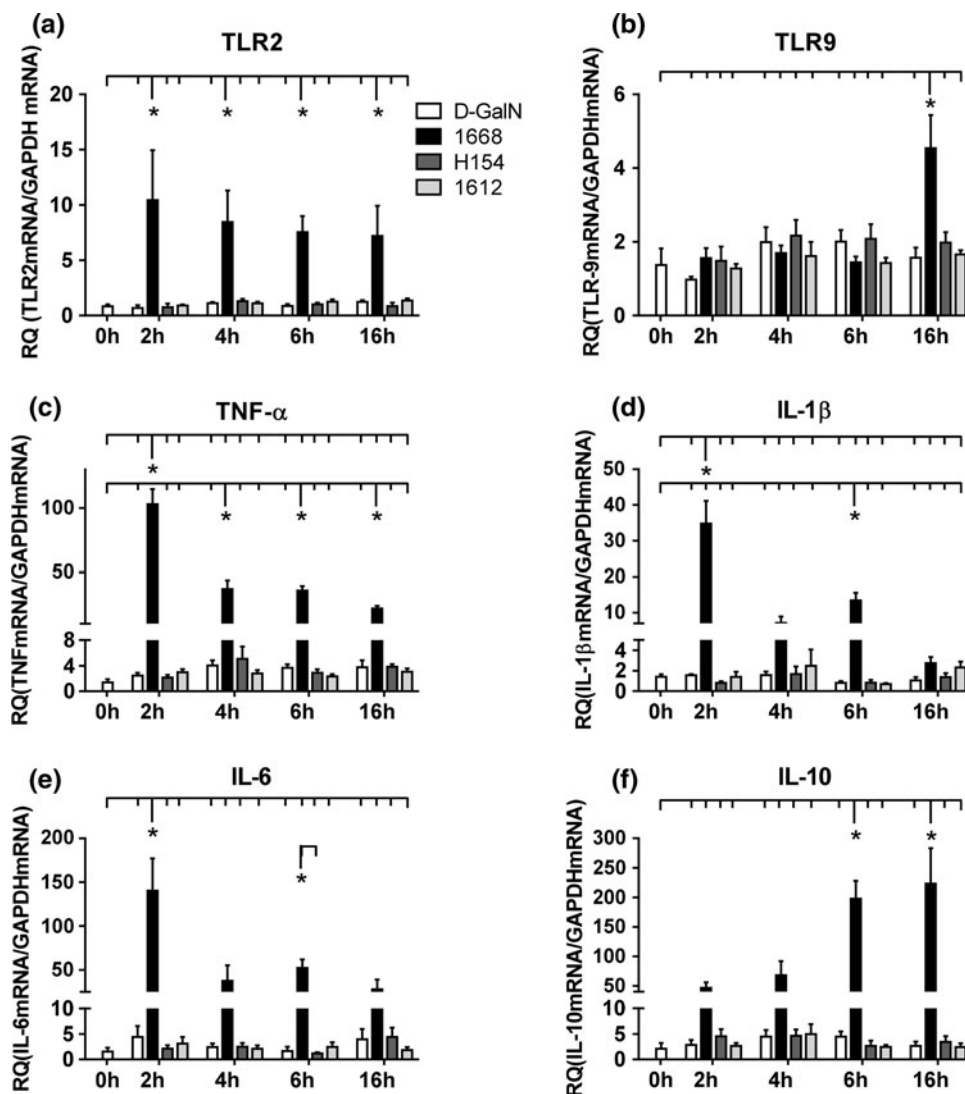 (a)
TLR2
RQ (TLR2mRNA/GAPDH mRNA)
20
15
10
5
0
* * * *
0h 2h 4h 6h 16h
D-GalN
1668
H154
1612
(b)
TLR9
RQ(TLR-9mRNA/GAPDHmRNA)
6
4
2
0
*
0h 2h 4h 6h 16h
(c)
TNF-α
RQ(TNFmRNA/GAPDHmRNA)
100
50
8
4
0
*
* * *
0h 2h 4h 6h 16h
(d)
IL-1β
RQ(IL-1βmRNA/GAPDHmRNA)
50
40
30
20
10
4
2
0
*
*
0h 2h 4h 6h 16h
(e)
IL-6
RQ(IL-6mRNA/GAPDHmRNA)
200
150
100
50
10
5
0
*
*
0h 2h 4h 6h 16h
(f)
IL-10
RQ(IL-10mRNA/GAPDHmRNA)
300
250
200
150
100
50
10
5
0
* *
0h 2h 4h 6h 16h